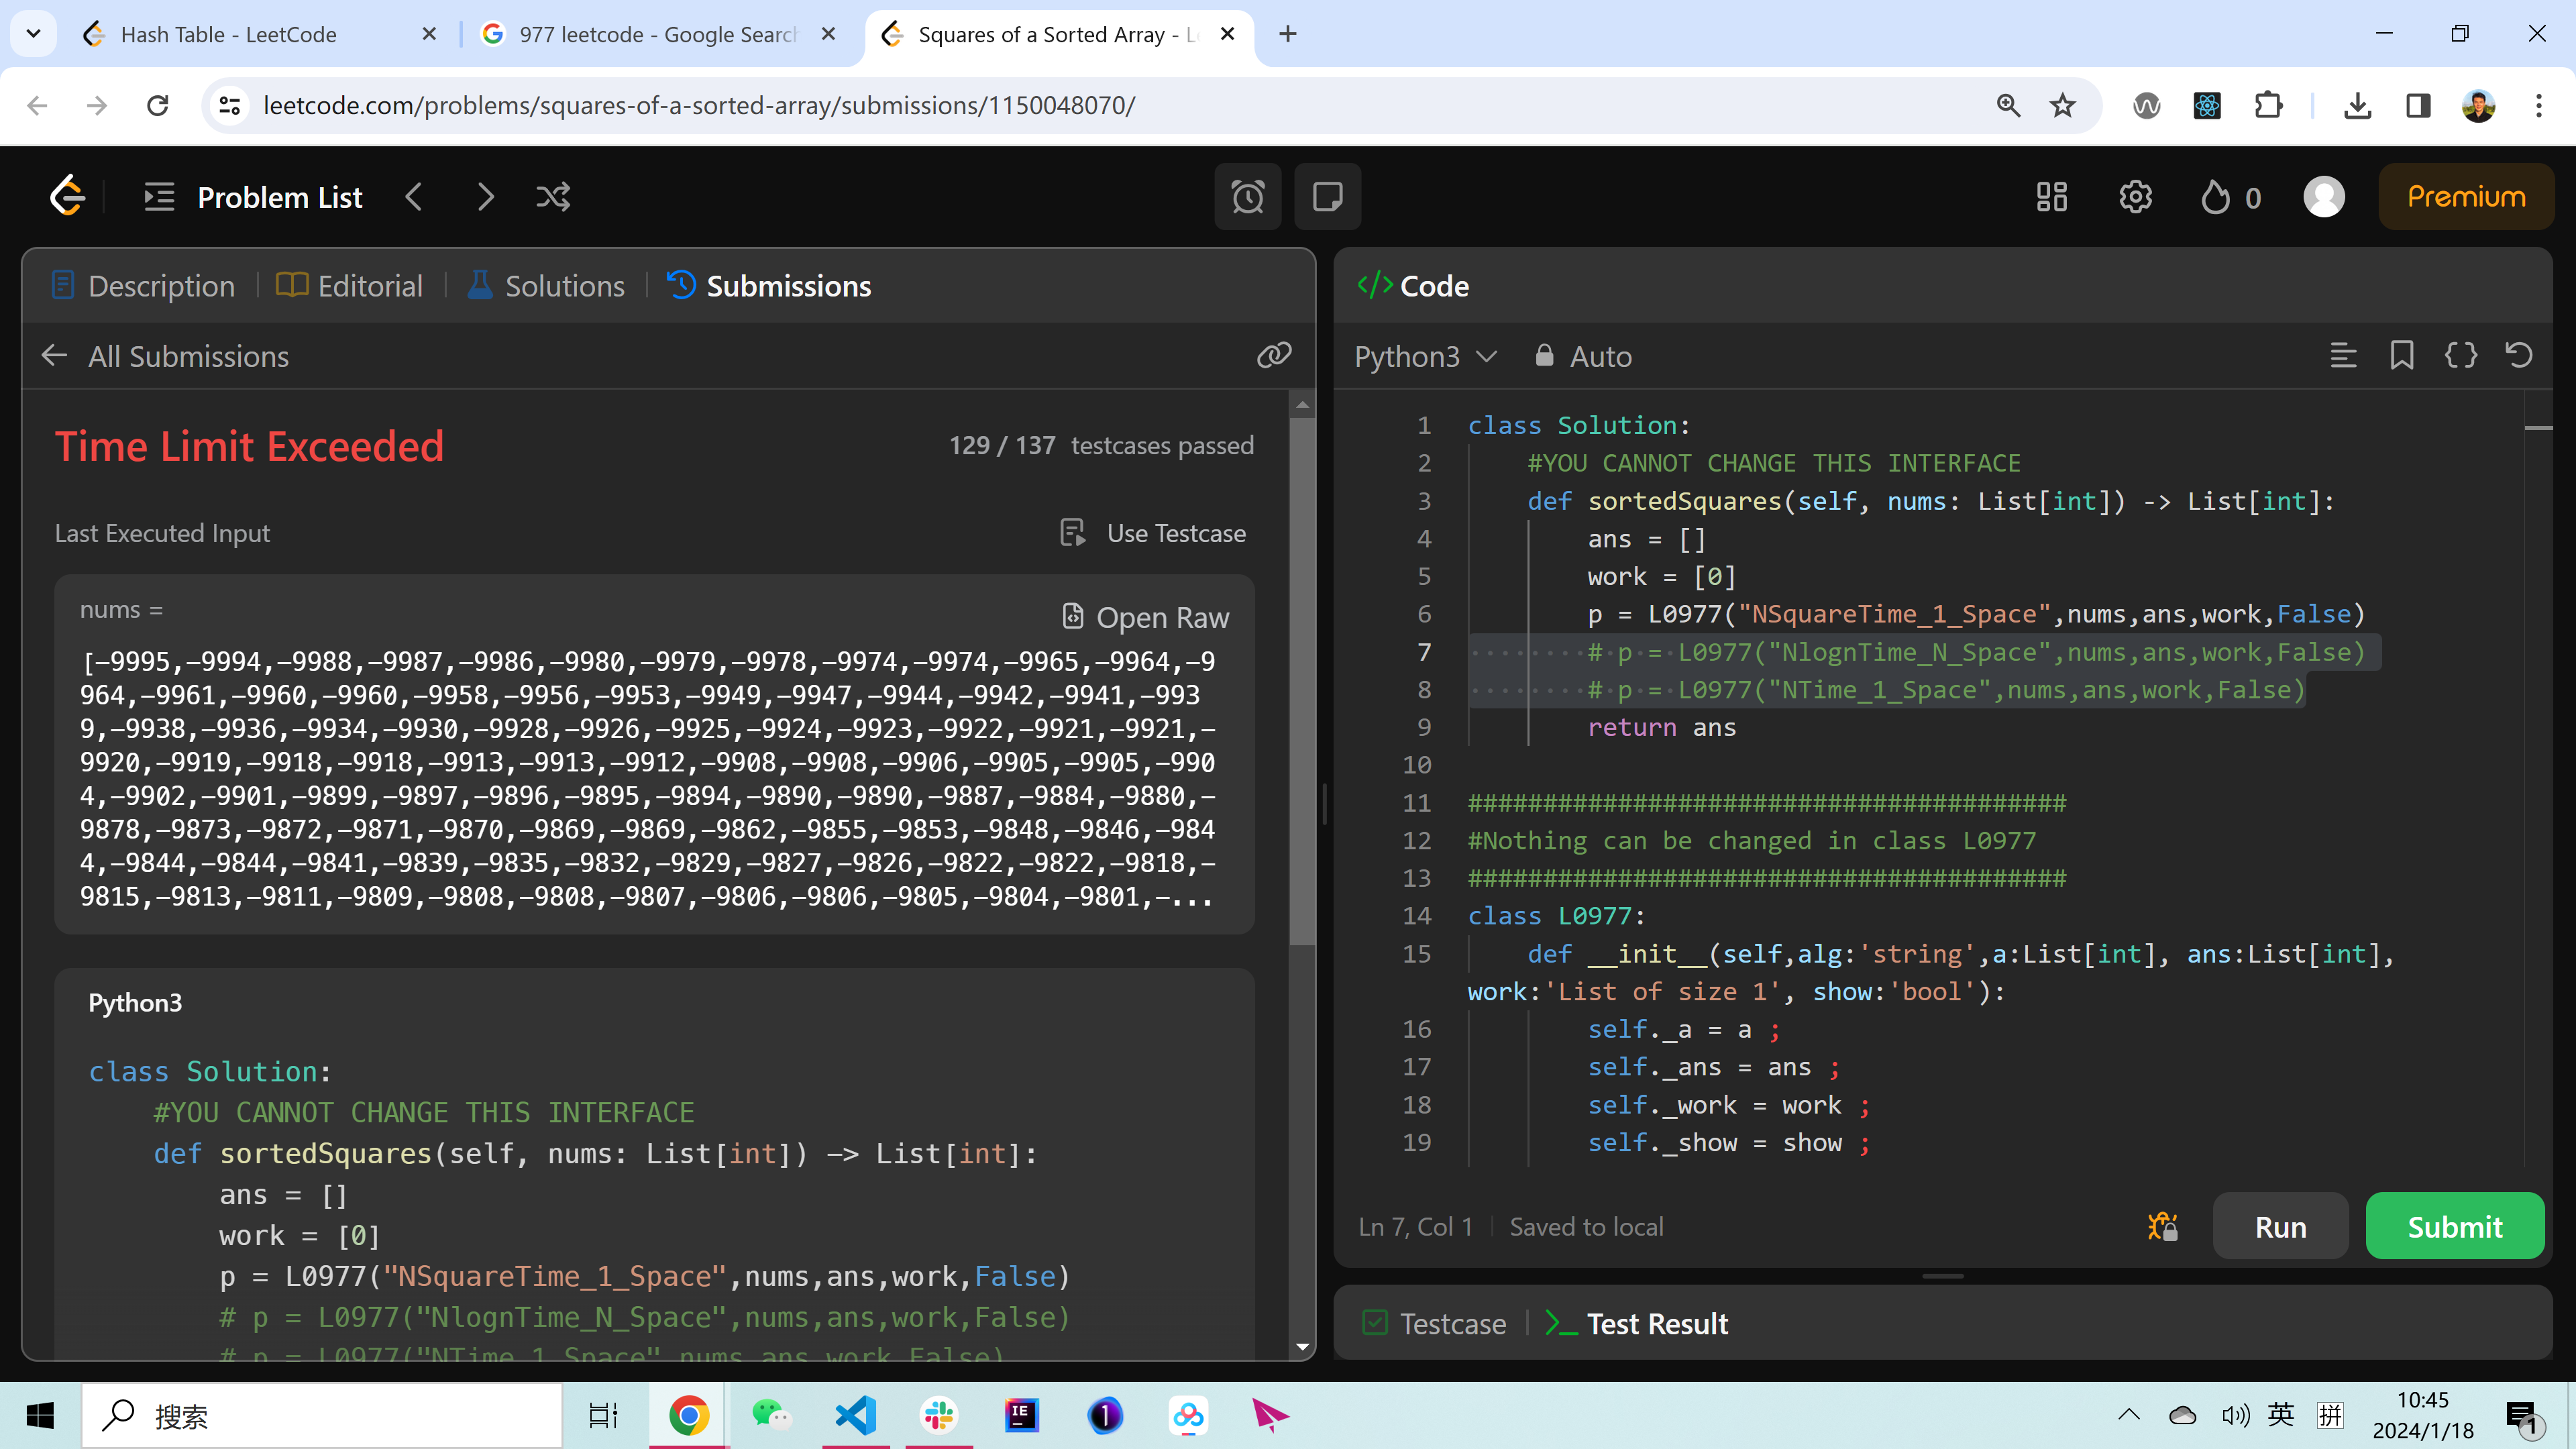 Hash Table - LeetCode
977 leetcode - Google Search
Squares of a Sorted Array - L
leetcode.com/problems/squares-of-a-sorted-array/submissions/1150048070/
Problem List
0
Premium
Description
Editorial
Solutions
Submissions
All Submissions
Time Limit Exceeded
129 / 137 testcases passed
Last Executed Input
Use Testcase
nums =
Open Raw
[-9995,-9994,-9988,-9987,-9986,-9980,-9979,-9978,-9974,-9974,-9965,-9964,-9
964,-9961,-9960,-9960,-9958,-9956,-9953,-9949,-9947,-9944,-9942,-9941,-993
9,-9938,-9936,-9934,-9930,-9928,-9926,-9925,-9924,-9923,-9922,-9921,-9921,-
9920,-9919,-9918,-9918,-9913,-9913,-9912,-9908,-9908,-9906,-9905,-9905,-990
4,-9902,-9901,-9899,-9897,-9896,-9895,-9894,-9890,-9890,-9887,-9884,-9880,-
9878,-9873,-9872,-9871,-9870,-9869,-9869,-9862,-9855,-9853,-9848,-9846,-984
4,-9844,-9844,-9841,-9839,-9835,-9832,-9829,-9827,-9826,-9822,-9822,-9818,-
9815,-9813,-9811,-9809,-9808,-9808,-9807,-9806,-9806,-9805,-9804,-9801,-...
Python3
class Solution:
#YOU CANNOT CHANGE THIS INTERFACE
def sortedSquares(self, nums: List[int]) -> List[int]:
ans = []
work = [0]
p = L0977("NSquareTime_1_Space",nums,ans,work,False)
# p = L0977("NlognTime_N_Space",nums,ans,work,False)
# p = L0977("NTime_1_Space",nums,ans,work,False)
Code
Python3
Auto
1 class Solution:
2 #YOU CANNOT CHANGE THIS INTERFACE
3 def sortedSquares(self, nums: List[int]) -> List[int]:
4 ans = []
5 work = [0]
6 p = L0977("NSquareTime_1_Space",nums,ans,work,False)
7 # p = L0977("NlognTime_N_Space",nums,ans,work,False)
8 # p = L0977("NTime_1_Space",nums,ans,work,False)
9 return ans
10
11 ########################################
12 #Nothing can be changed in class L0977
13 ########################################
14 class L0977:
15 def __init__(self,alg:'string',a:List[int], ans:List[int],
work:'List of size 1', show:'bool'):
16 self._a = a ;
17 self._ans = ans ;
18 self._work = work ;
19 self._show = show ;
Ln 7, Col 1
Saved to local
Run
Submit
Testcase
Test Result
搜索
英
拼
10:45
2024/1/18
1